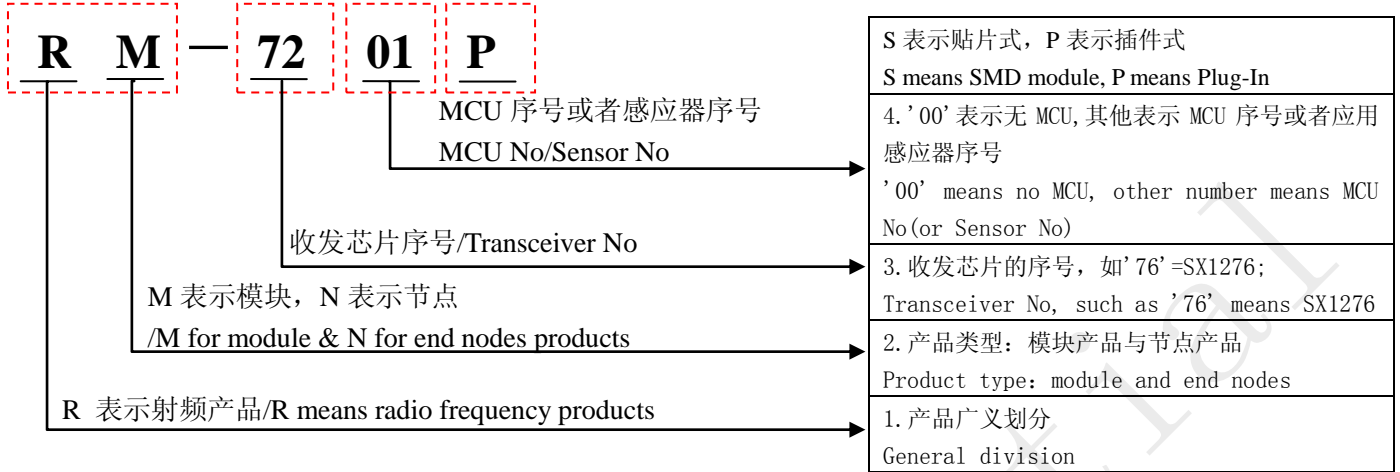 R M — 72 01 P
MCU 序号或者感应器序号
MCU No/Sensor No
收发芯片序号/Transceiver No
M 表示模块，N 表示节点
/M for module & N for end nodes products
R 表示射频产品/R means radio frequency products
S 表示贴片式，P 表示插件式
S means SMD module, P means Plug-In
4.'00'表示无 MCU,其他表示 MCU 序号或者应用
感应器序号
'00' means no MCU, other number means MCU
No(or Sensor No)
3.收发芯片的序号，如'76'=SX1276;
Transceiver No, such as '76' means SX1276
2.产品类型：模块产品与节点产品
Product type：module and end nodes
1.产品广义划分
General division
tial